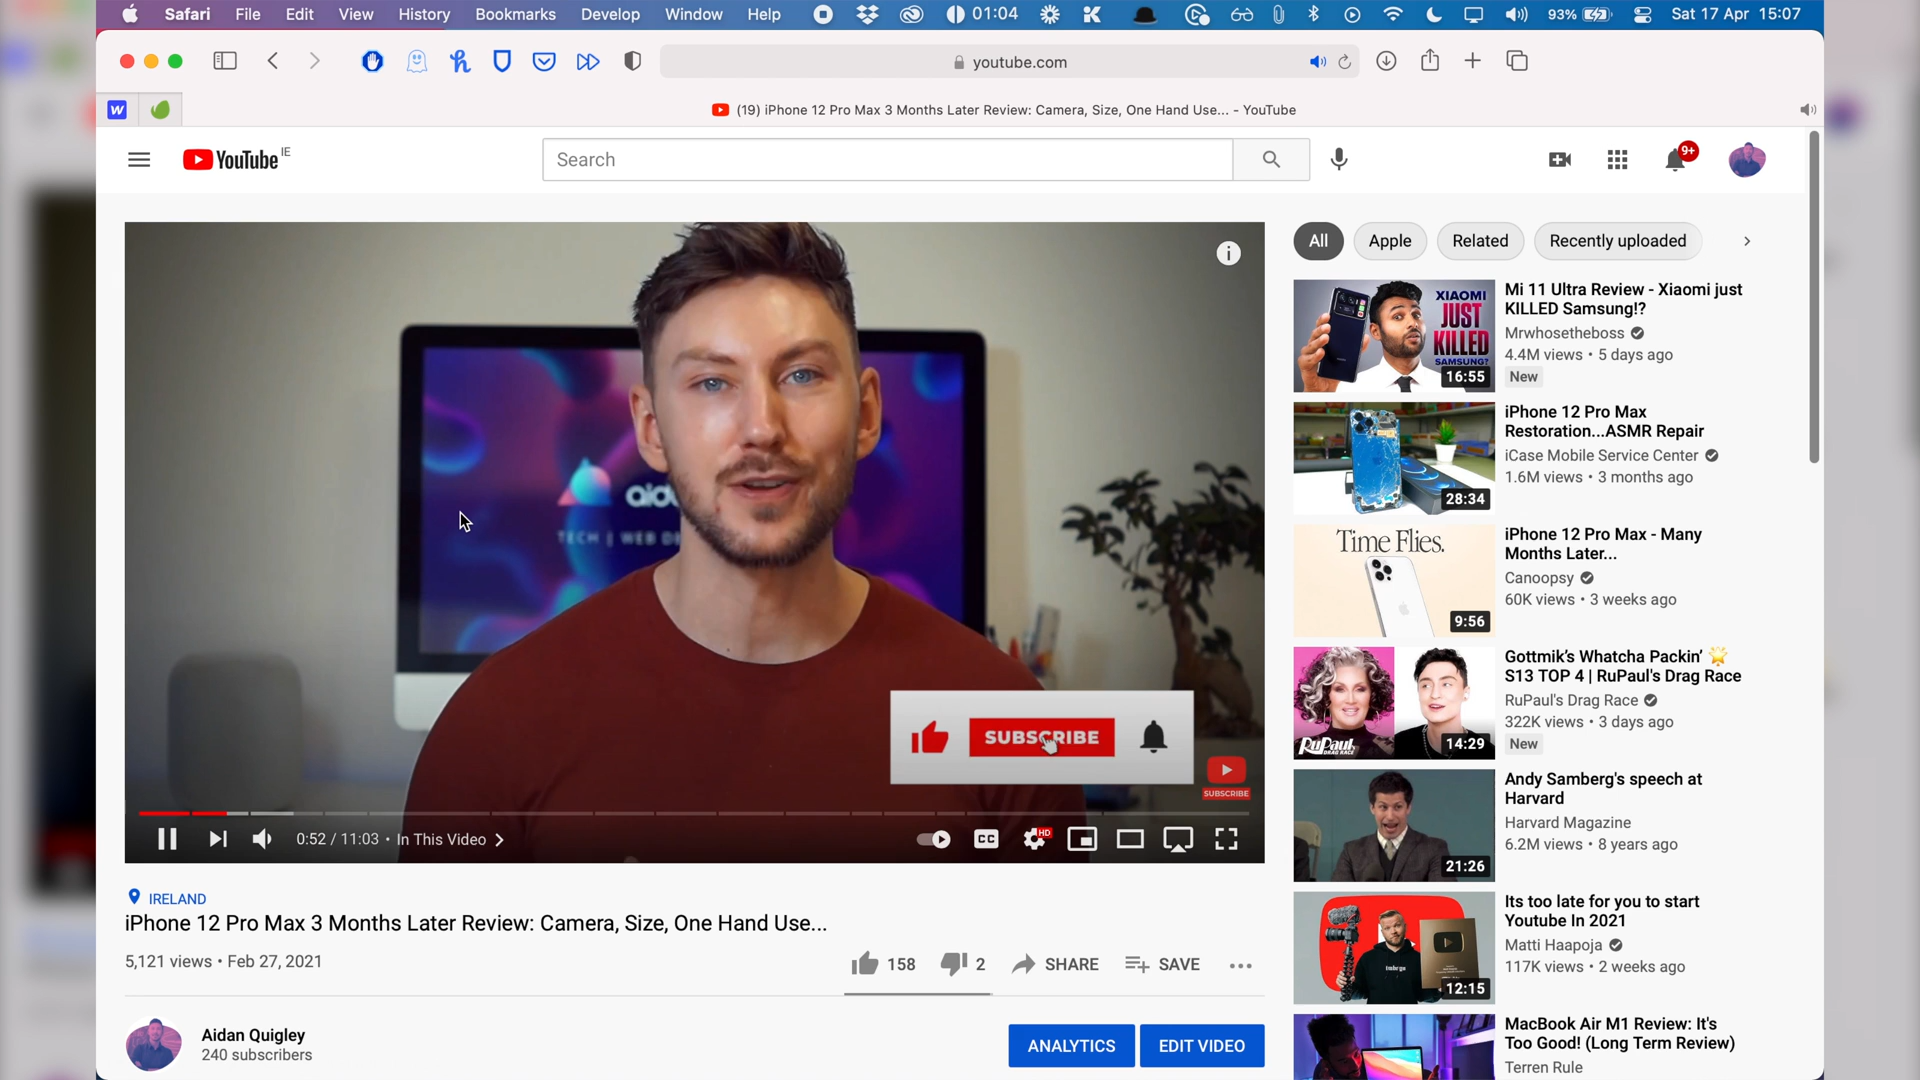 Safari File Edit View History Bookmarks Develop Window Help 01:04 93% Sat 17 Apr 15:07
youtube.com
(19) iPhone 12 Pro Max 3 Months Later Review: Camera, Size, One Hand Use... - YouTube
YouTube IE
Search
9+
All Apple Related Recently uploaded
TECH | WEB DE
SUBSCRIBE
SUBSCRIBE
0:52 / 11:03 • In This Video
CC HD
IRELAND
iPhone 12 Pro Max 3 Months Later Review: Camera, Size, One Hand Use...
5,121 views • Feb 27, 2021
158 2 SHARE SAVE
Aidan Quigley
240 subscribers
ANALYTICS EDIT VIDEO
XIAOMI
JUST
KILLED
SAMSUNG?
16:55
Mi 11 Ultra Review - Xiaomi just
KILLED Samsung!?
Mrwhosetheboss
4.4M views • 5 days ago
New
28:34
iPhone 12 Pro Max
Restoration...ASMR Repair
iCase Mobile Service Center
1.6M views • 3 months ago
Time Flies.
9:56
iPhone 12 Pro Max - Many
Months Later...
Canoopsy
60K views • 3 weeks ago
RuPaul's
DRAG RACE
14:29
Gottmik's Whatcha Packin' 🌟
S13 TOP 4 | RuPaul's Drag Race
RuPaul's Drag Race
322K views • 3 days ago
New
21:26
Andy Samberg's speech at
Harvard
Harvard Magazine
6.2M views • 8 years ago
12:15
Its too late for you to start
Youtube In 2021
Matti Haapoja
117K views • 2 weeks ago
MacBook Air M1 Review: It's
Too Good! (Long Term Review)
Terren Rule